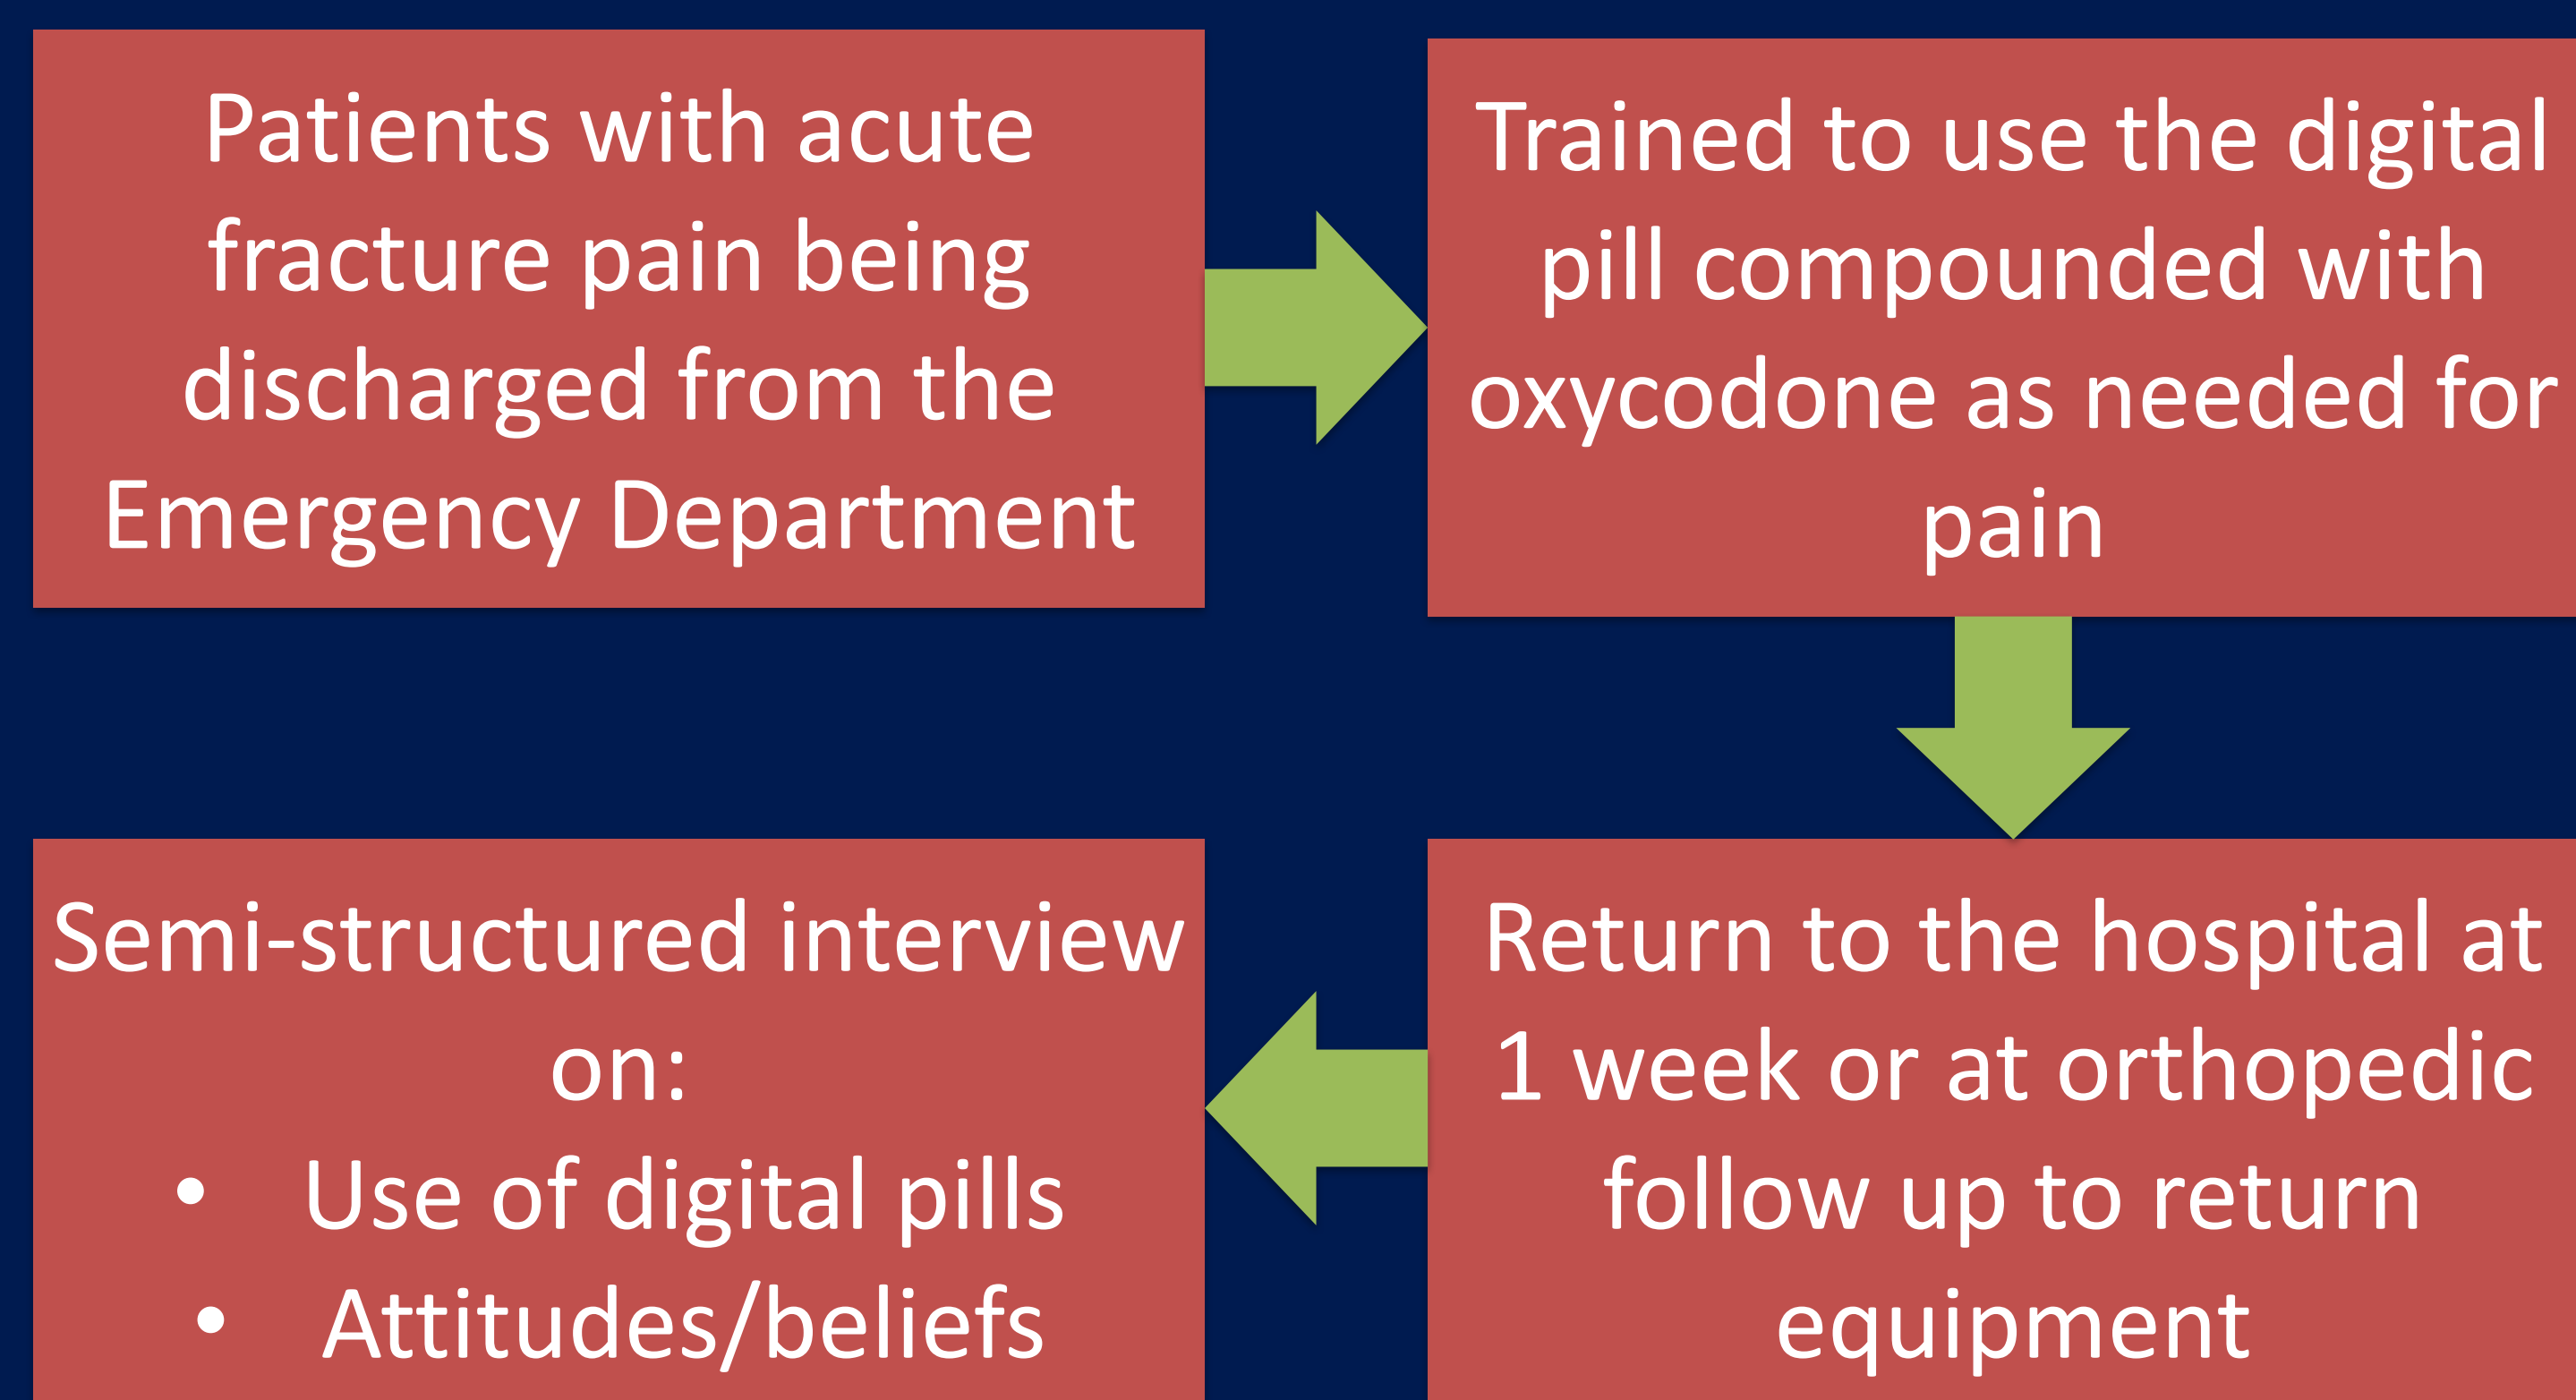 Patients with acute
fracture pain being
discharged from the
Emergency Department
Trained to use the digital
pill compounded with
oxycodone as needed for
pain
Return to the hospital at
1 week or at orthopedic
follow up to return
equipment
Semi-structured interview
on:
• Use of digital pills
• Attitudes/beliefs